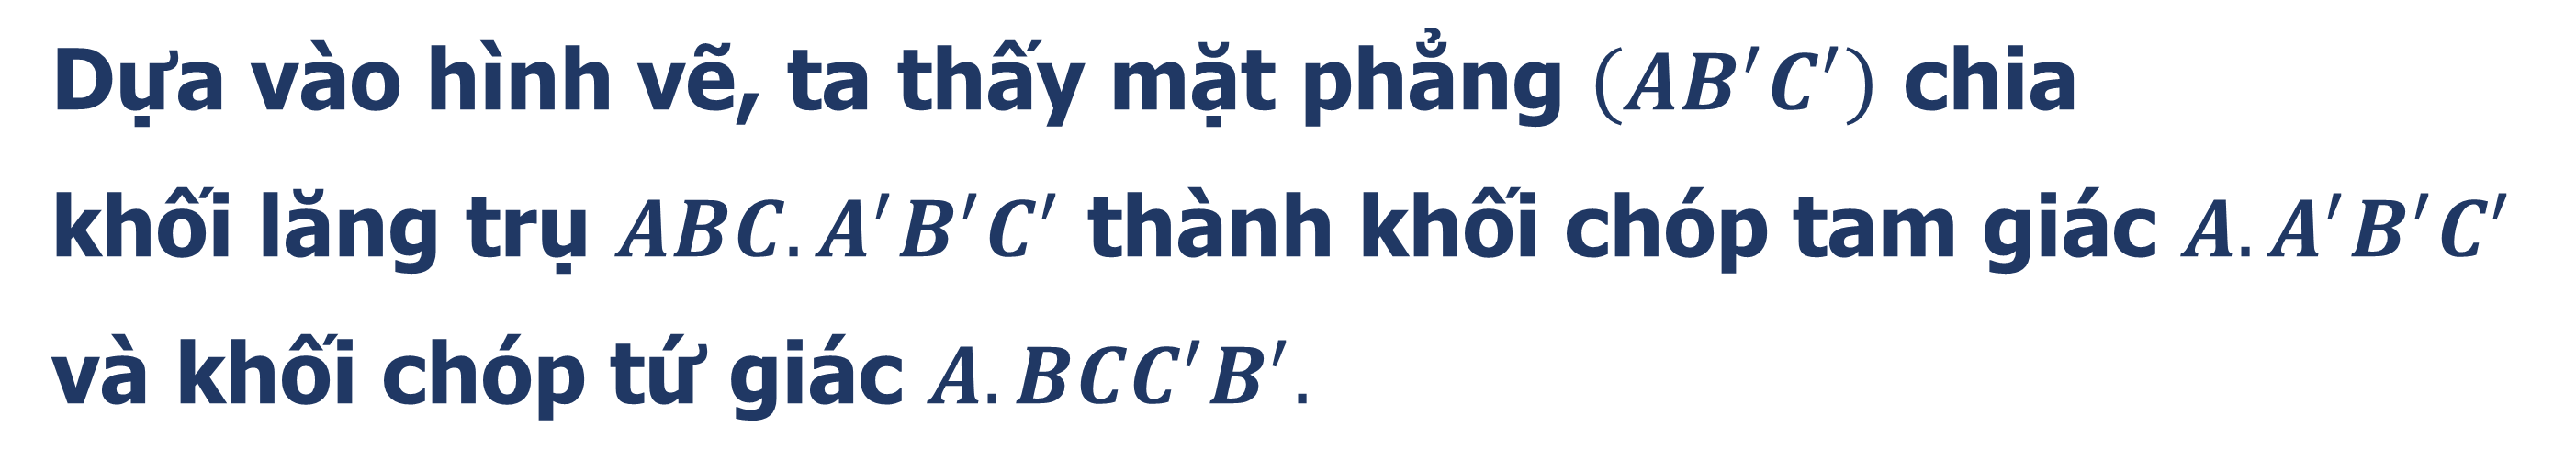 Dựa vào hình vẽ, ta thấy mặt phẳng (AB′C′) chia
khối lăng trụ ABC.A′B′C′ thành khối chóp tam giác A.A′B′C′
và khối chóp tứ giác A.BCC′B′.